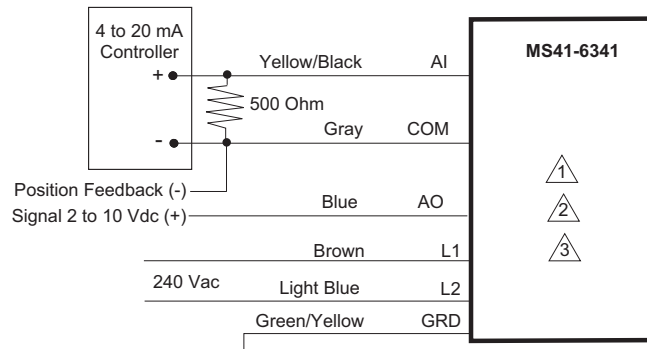 4 to 20 mA
Controller
+
-
Yellow/Black AI
500 Ohm
Gray COM
MS41-6341
1
2
3
Position Feedback (-)
Signal 2 to 10 Vdc (+)
Blue AO
Brown L1
240 Vac
Light Blue L2
Green/Yellow GRD